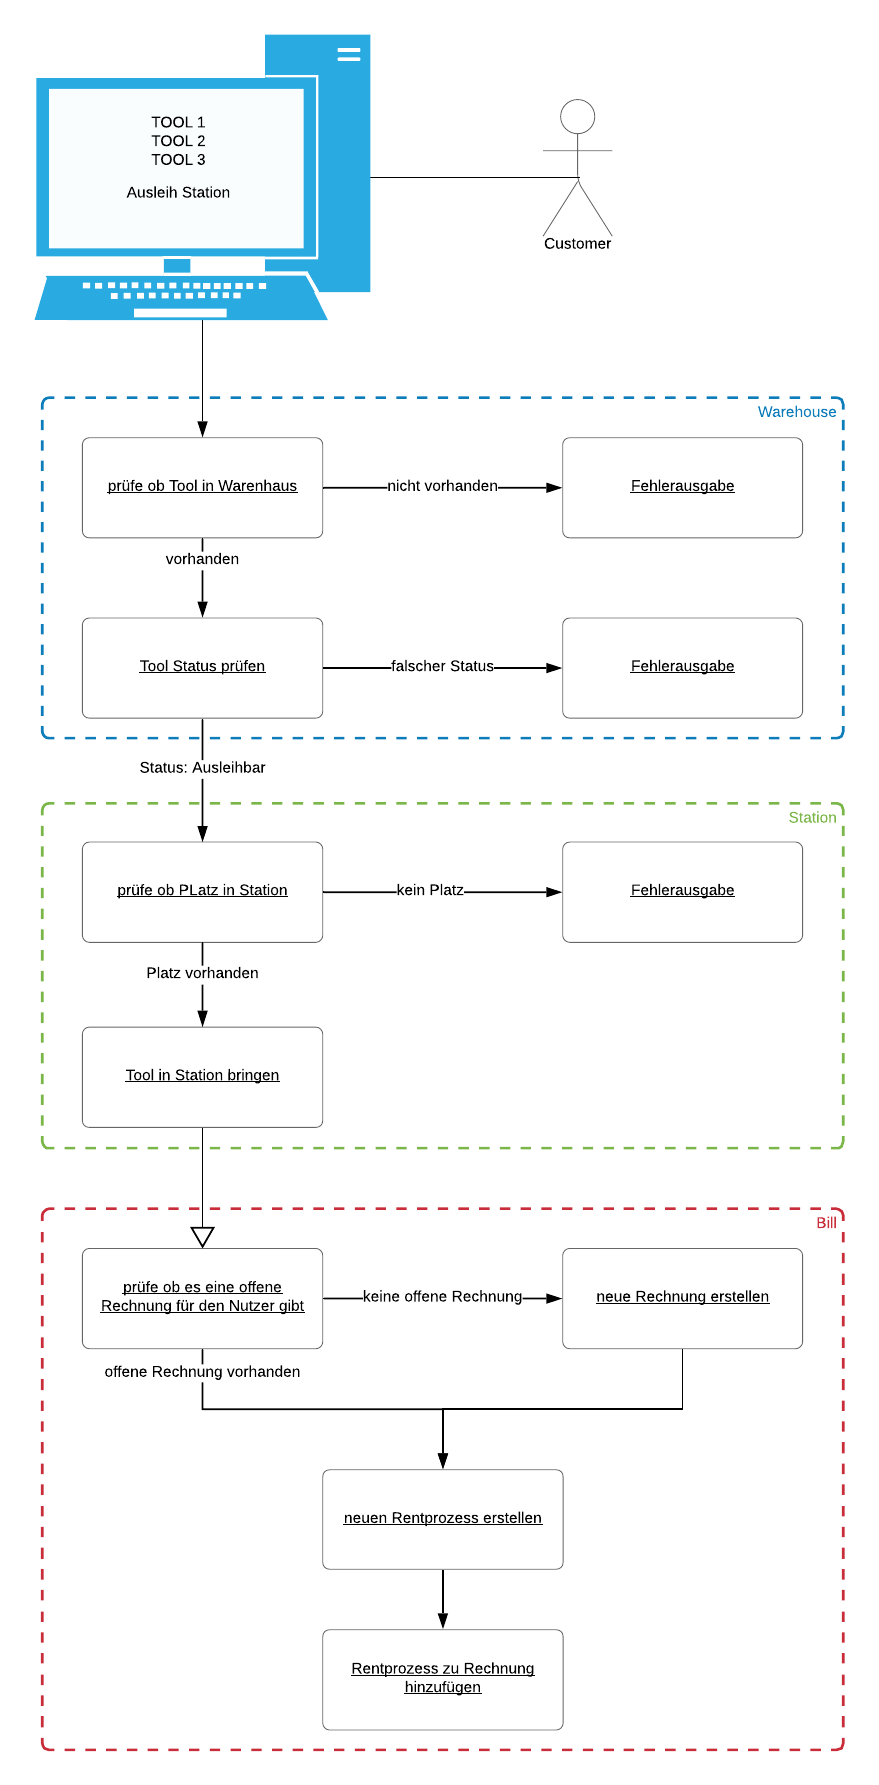 TOOL 1
TOOL 2
TOOL 3
Ausleih Station
Customer
Warehouse
prüfe ob Tool in Warenhaus
nicht vorhanden
Fehlerausgabe
vorhanden
Tool Status prüfen
falscher Status
Fehlerausgabe
Status: Ausleihbar
Station
prüfe ob PLatz in Station
kein Platz
Fehlerausgabe
Platz vorhanden
Tool in Station bringen
Bill
prüfe ob es eine offene
Rechnung für den Nutzer gibt
keine offene Rechnung
neue Rechnung erstellen
offene Rechnung vorhanden
neuen Rentprozess erstellen
Rentprozess zu Rechnung
hinzufügen